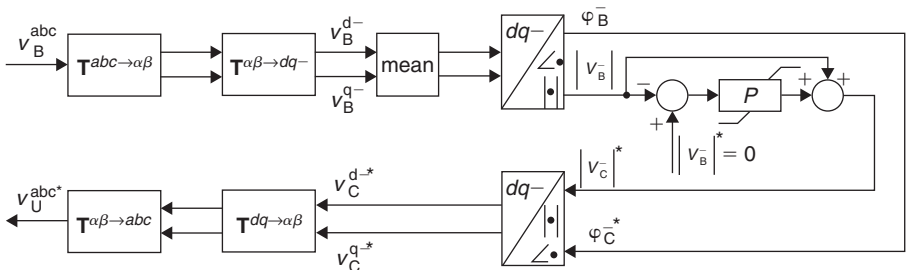 v_B^abc
T^abc→αβ
T^αβ→dq−
v_B^d−
v_B^q−
mean
dq−
∠•
|•|
φ_B^−
|v_B^−|
−
+
|v_B^−|^* = 0
P
+
+
v_U^abc*
T^αβ→abc
T^dq→αβ
v_C^d−*
v_C^q−*
dq−
|•|
∠•
|v_C^−|^*
φ_C^−*